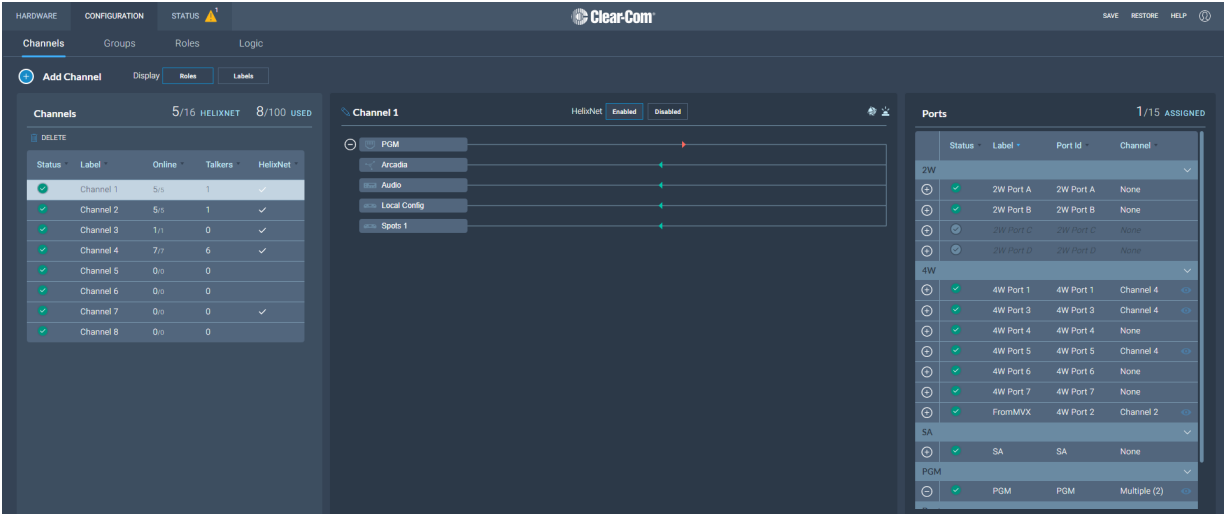 HARDWARE CONFIGURATION STATUS 1 Clear-Com SAVE RESTORE HELP
Channels Groups Roles Logic
Add Channel Display Roles Labels
Channels 5/16 HELIXNET 8/100 USED
DELETE
Status Label Online Talkers HelixNet
Channel 1 5/5 1
Channel 2 5/5 1
Channel 3 1/1 0
Channel 4 7/7 6
Channel 5 0/0 0
Channel 6 0/0 0
Channel 7 0/0 0
Channel 8 0/0 0
Channel 1 HelixNet Enabled Disabled
PGM
Arcadia
Audio
Local Config
Spots 1
Ports 1/15 ASSIGNED
Status Label Port Id Channel
2W
2W Port A 2W Port A None
2W Port B 2W Port B None
2W Port C 2W Port C None
2W Port D 2W Port D None
4W
4W Port 1 4W Port 1 Channel 4
4W Port 3 4W Port 3 Channel 4
4W Port 4 4W Port 4 None
4W Port 5 4W Port 5 Channel 4
4W Port 6 4W Port 6 None
4W Port 7 4W Port 7 None
FromMVX 4W Port 2 Channel 2
SA
SA SA None
PGM
PGM PGM Multiple (2)